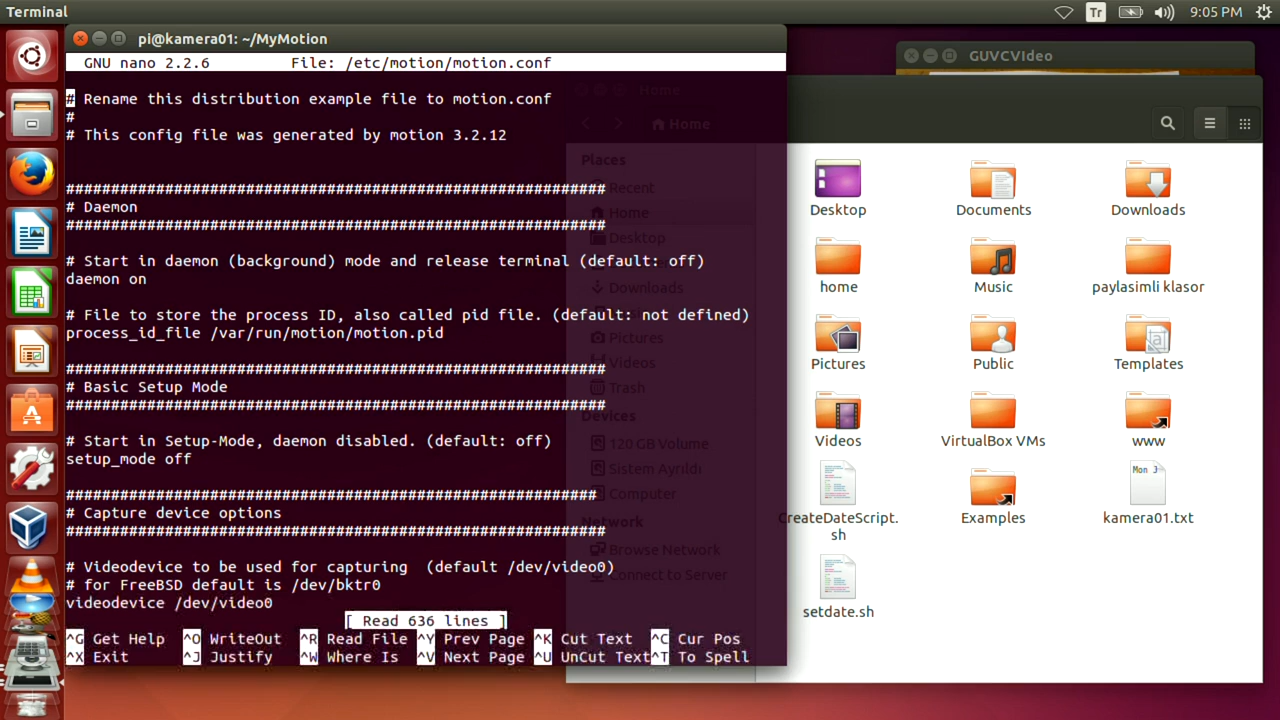 Terminal
Tr
9:05 PM
pi@kamera01: ~/MyMotion
GNU nano 2.2.6 File: /etc/motion/motion.conf
# Rename this distribution example file to motion.conf
#
# This config file was generated by motion 3.2.12
############################################################
# Daemon
############################################################
# Start in daemon (background) mode and release terminal (default: off)
daemon on
# File to store the process ID, also called pid file. (default: not defined)
process_id_file /var/run/motion/motion.pid
############################################################
# Basic Setup Mode
############################################################
# Start in Setup-Mode, daemon disabled. (default: off)
setup_mode off
###########################################################
# Capture device options
############################################################
# Videodevice to be used for capturing (default /dev/video0)
# for FreeBSD default is /dev/bktr0
videodevice /dev/video0
[ Read 636 lines ]
^G Get Help ^O WriteOut ^R Read File ^Y Prev Page ^K Cut Text ^C Cur Pos
^X Exit ^J Justify ^W Where Is ^V Next Page ^U UnCut Text ^T To Spell
GUVCVIdeo
Home
Home
Places
Recent
Home
Desktop
Downloads
Pictures
Videos
Trash
Devices
120 GB Volume
Sistem Ayrıldı
Computer
Network
Browse Network
Connect to Server
Desktop
Documents
Downloads
home
Music
paylasimli klasor
Pictures
Public
Templates
Videos
VirtualBox VMs
www
CreateDateScript.
sh
Examples
Mon J
kamera01.txt
setdate.sh